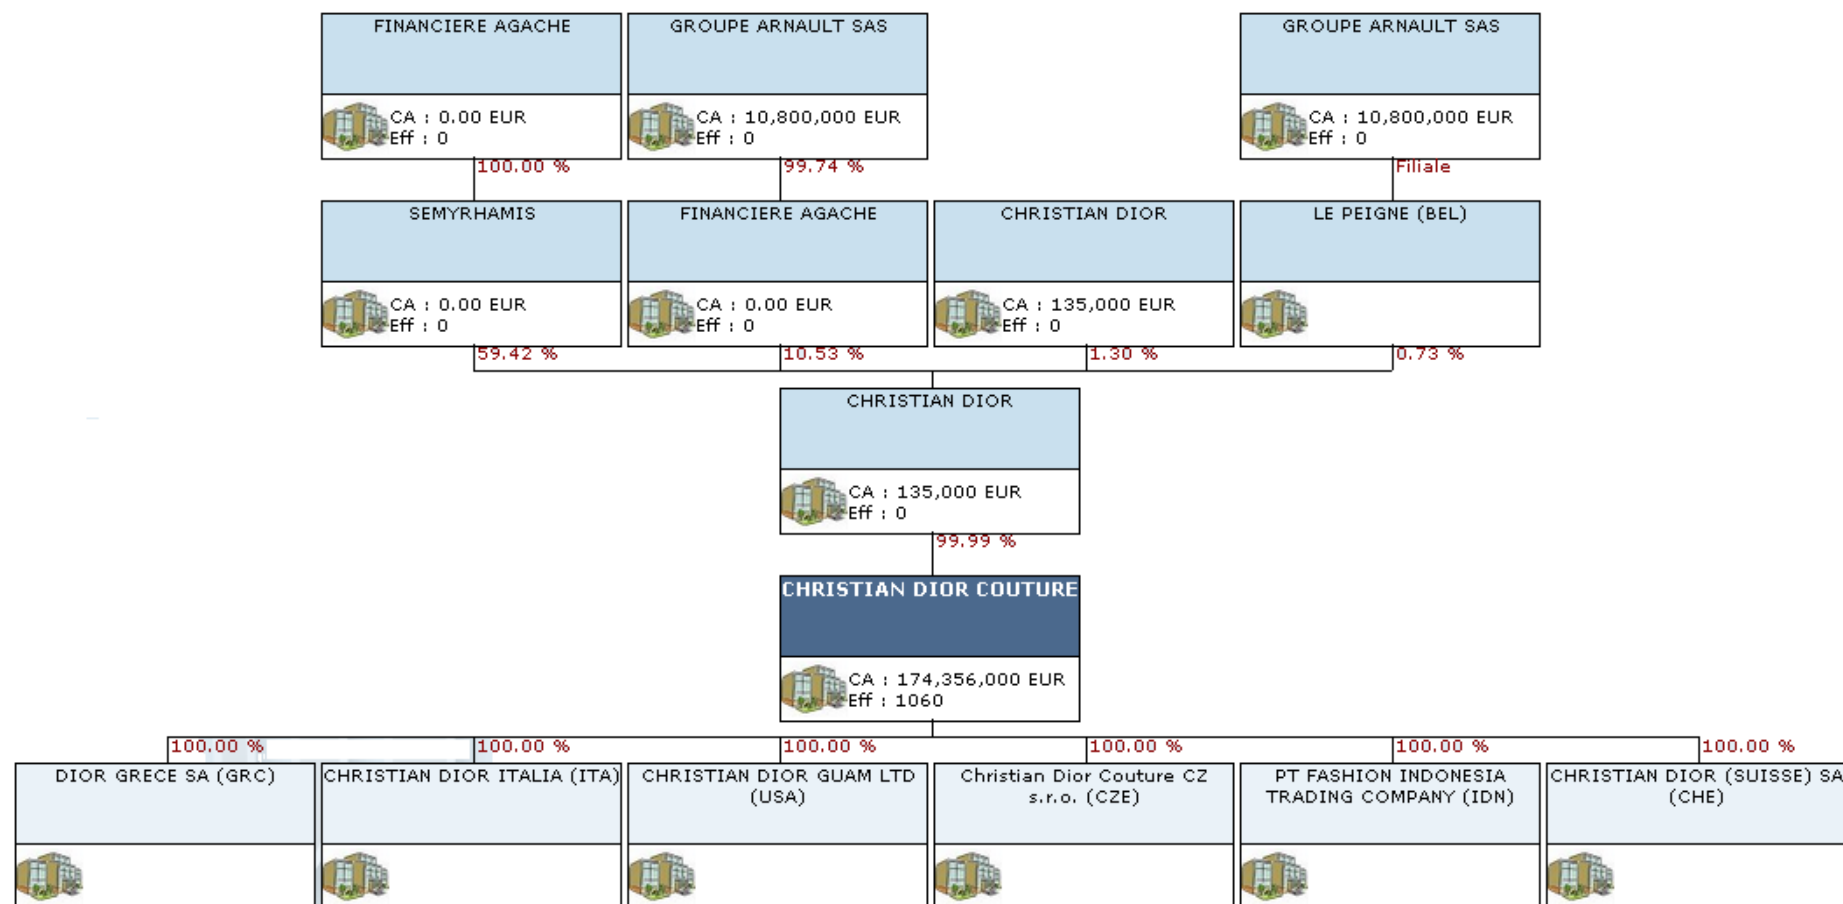 FINANCIERE AGACHE
CA : 0.00 EUR
Eff : 0
100.00 %
GROUPE ARNAULT SAS
CA : 10,800,000 EUR
Eff : 0
99.74 %
GROUPE ARNAULT SAS
CA : 10,800,000 EUR
Eff : 0
Filiale
SEMYRHAMIS
CA : 0.00 EUR
Eff : 0
59.42 %
FINANCIERE AGACHE
CA : 0.00 EUR
Eff : 0
10.53 %
CHRISTIAN DIOR
CA : 135,000 EUR
Eff : 0
1.30 %
LE PEIGNE (BEL)
0.73 %
CHRISTIAN DIOR
CA : 135,000 EUR
Eff : 0
99.99 %
CHRISTIAN DIOR COUTURE
CA : 174,356,000 EUR
Eff : 1060
100.00 %
DIOR GRECE SA (GRC)
100.00 %
CHRISTIAN DIOR ITALIA (ITA)
100.00 %
CHRISTIAN DIOR GUAM LTD
(USA)
100.00 %
Christian Dior Couture CZ
s.r.o. (CZE)
100.00 %
PT FASHION INDONESIA
TRADING COMPANY (IDN)
100.00 %
CHRISTIAN DIOR (SUISSE) SA
(CHE)